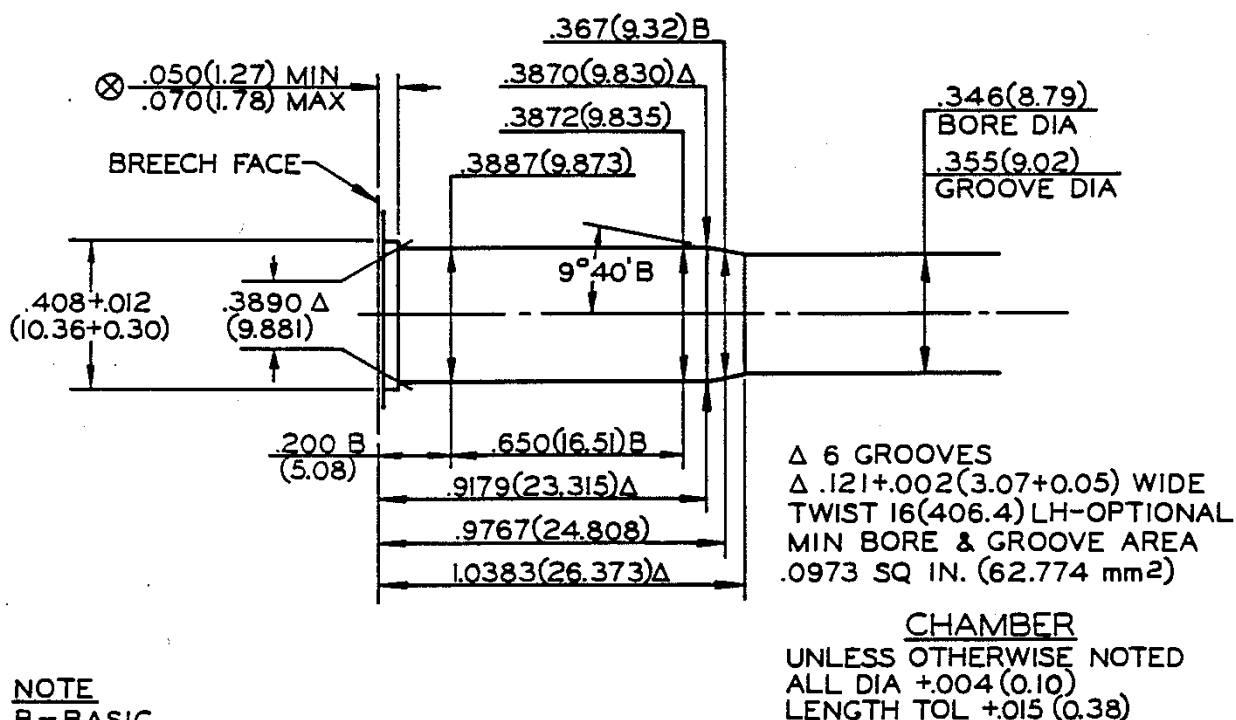 .367(9.32)B
⊗ .050(1.27) MIN
.070(1.78) MAX
.3870(9.830)Δ
.3872(9.835)
.346(8.79)
BORE DIA
BREECH FACE
.3887(9.873)
.355(9.02)
GROOVE DIA
9°40'B
.408+.012
(10.36+0.30)
.3890 Δ
(9.881)
.200 B
(5.08)
.650(16.51)B
.9179(23.315)Δ
.9767(24.808)
1.0383(26.373)Δ
Δ 6 GROOVES
Δ .121+.002(3.07+0.05) WIDE
TWIST 16(406.4) LH-OPTIONAL
MIN BORE & GROOVE AREA
.0973 SQ IN. (62.774 mm2)
CHAMBER
UNLESS OTHERWISE NOTED
ALL DIA +.004(0.10)
LENGTH TOL +.015(0.38)
NOTE
B=BASIC